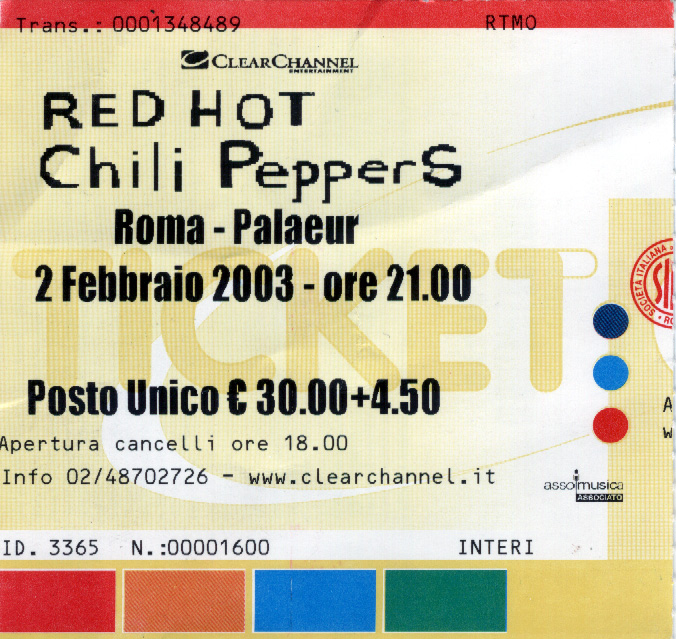 Trans.: 0001348489 RTMO
CLEARCHANNEL
ENTERTAINMENT
RED HOT
Chili PepperS
Roma - Palaeur
TICKET
2 Febbraio 2003 - ore 21.00
SOCIETÀ ITALIANA
Posto Unico € 30.00+4.50
Apertura cancelli ore 18.00
Info 02/48702726 - www.clearchannel.it
assomusica
ASSOCIATO
ID. 3365 N.:00001600 INTERI